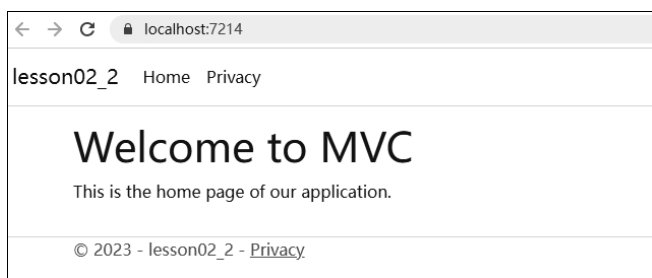 localhost:7214
lesson02_2 Home Privacy
Welcome to MVC
This is the home page of our application.
© 2023 - lesson02_2 - Privacy